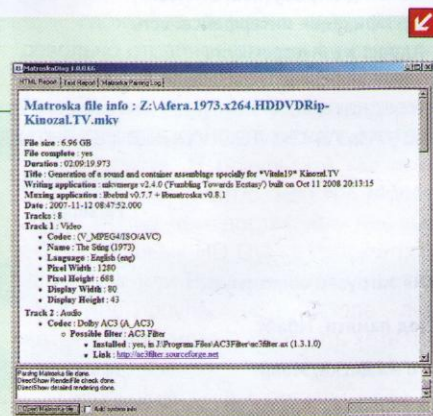 MatroskaDiag 1.0.0.66
HTML Report Text Report Matroska Parsing Log
Matroska file info : Z:\Afera.1973.x264.HDDVDRip-
Kinozal.TV.mkv
File size : 6.96 GB
File complete : yes
Duration : 02:09:19.973
Title : Generation of a sound and container assemblage specially for *Vitala19* Kinozal.TV
Writing application : mkvmerge v2.4.0 ('Fumbling Towards Ecstasy') built on Oct 11 2008 20:13:15
Muxing application : libebml v0.7.7 + libmatroska v0.8.1
Date : 2007-11-12 08:47:52.000
Tracks : 8
Track 1 : Video
Codec : (V_MPEG4/ISO/AVC)
Name : The Sting (1973)
Language : English (eng)
Pixel Width : 1280
Pixel Height : 668
Display Width : 80
Display Height : 43
Track 2 : Audio
Codec : Dolby AC3 (A_AC3)
Possible filter : AC3 Filter
Installed : yes, in J:\Program Files\AC3Filter\ac3filter.ax (1.3.1.0)
Link : http://ac3filter.sourceforge.net
Parsing Matroska file done.
DirectShow RenderFile check done.
DirectShow detailed rendering done.
Open Matroska file Add system info